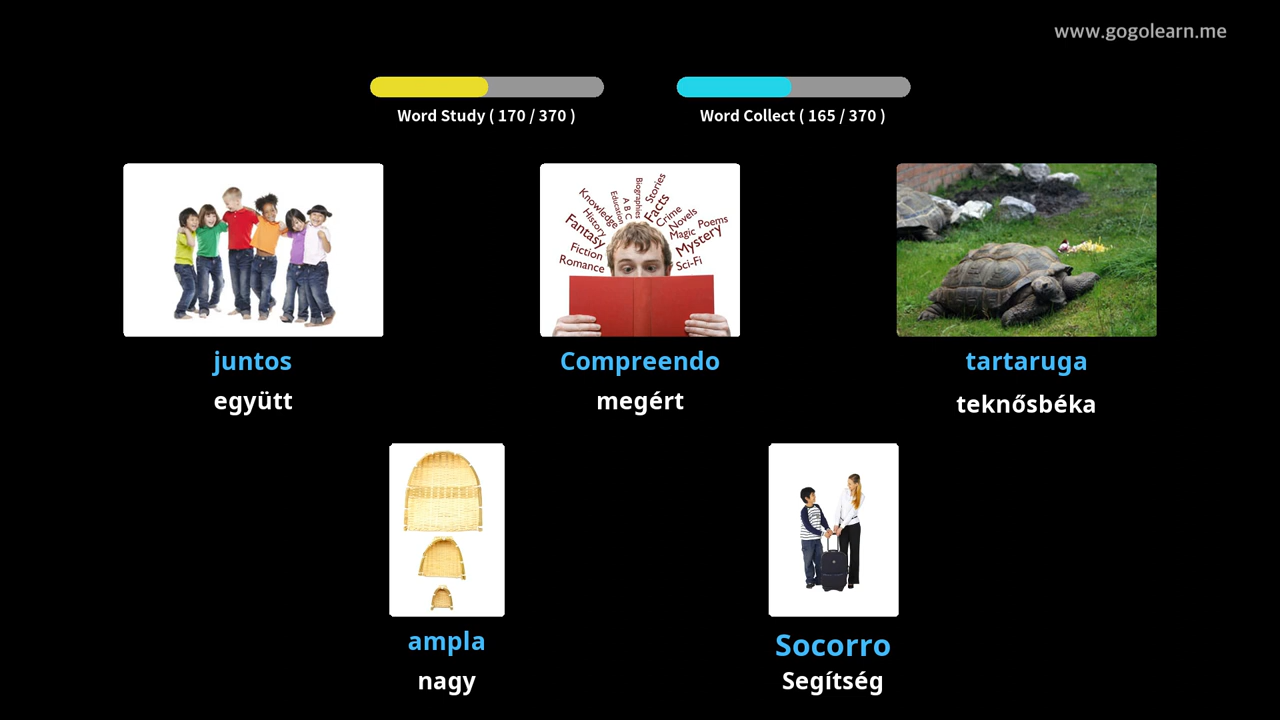 www.gogolearn.me
Word Study ( 170 / 370 )
Word Collect ( 165 / 370 )
Knowledge
History
Fantasy
Fiction
Romance
Education
A B C
Biographies
Stories
Facts
Crime
Novels
Magic
Poems
Mystery
Sci-Fi
juntos
Compreendo
tartaruga
együtt
megért
teknősbéka
ampla
Socorro
nagy
Segítség